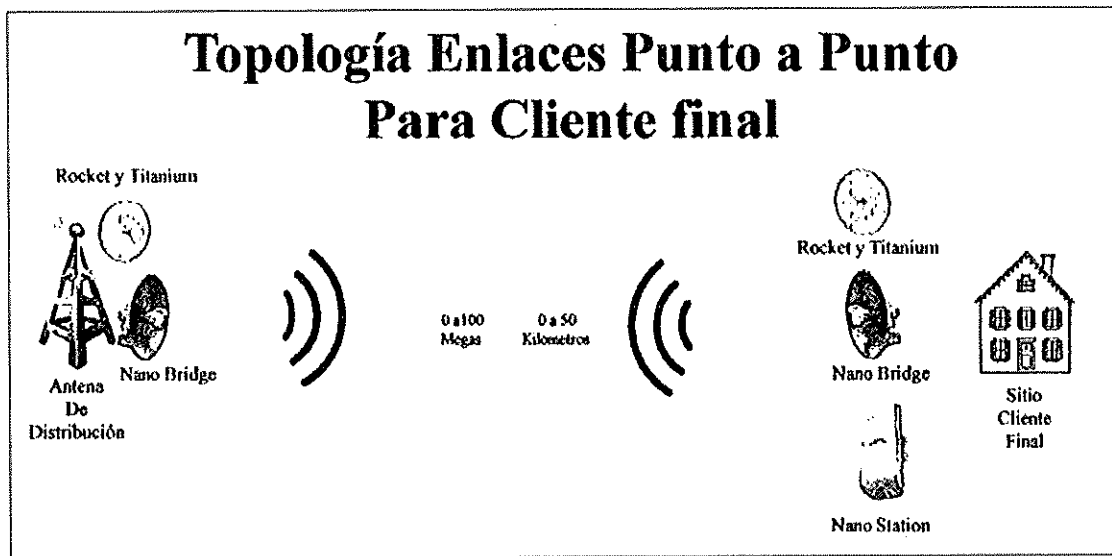 Topología Enlaces Punto a Punto
Para Cliente final
Rocket y Titanium
Nano Bridge
Antena
De
Distribución
0 a100
Megas
0 a 50
Kilometros
Rocket y Titanium
Nano Bridge
Nano Station
Sitio
Cliente
Final